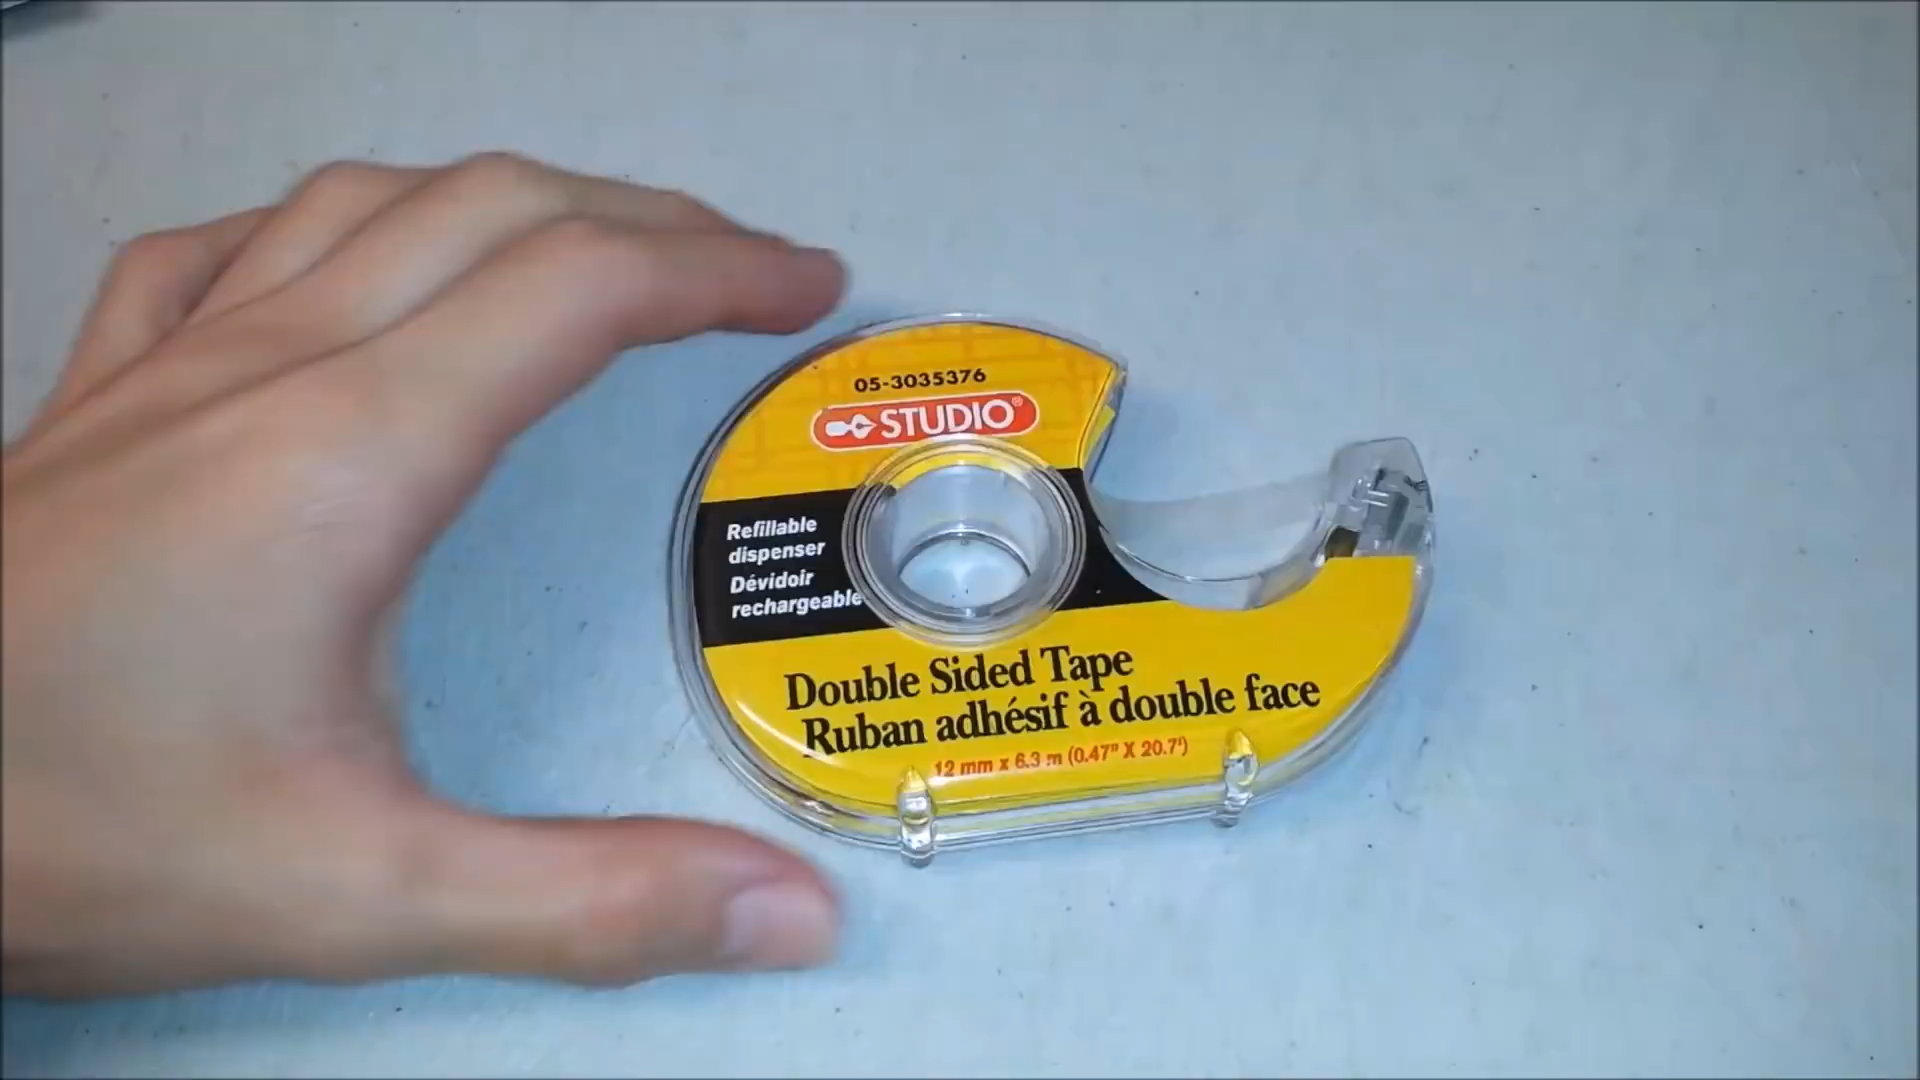 05-3035376
STUDIO®
Refillable
dispenser
Dévidoir
rechargeable
Double Sided Tape
Ruban adhésif à double face
12 mm x 6.3 m (0.47" X 20.7')